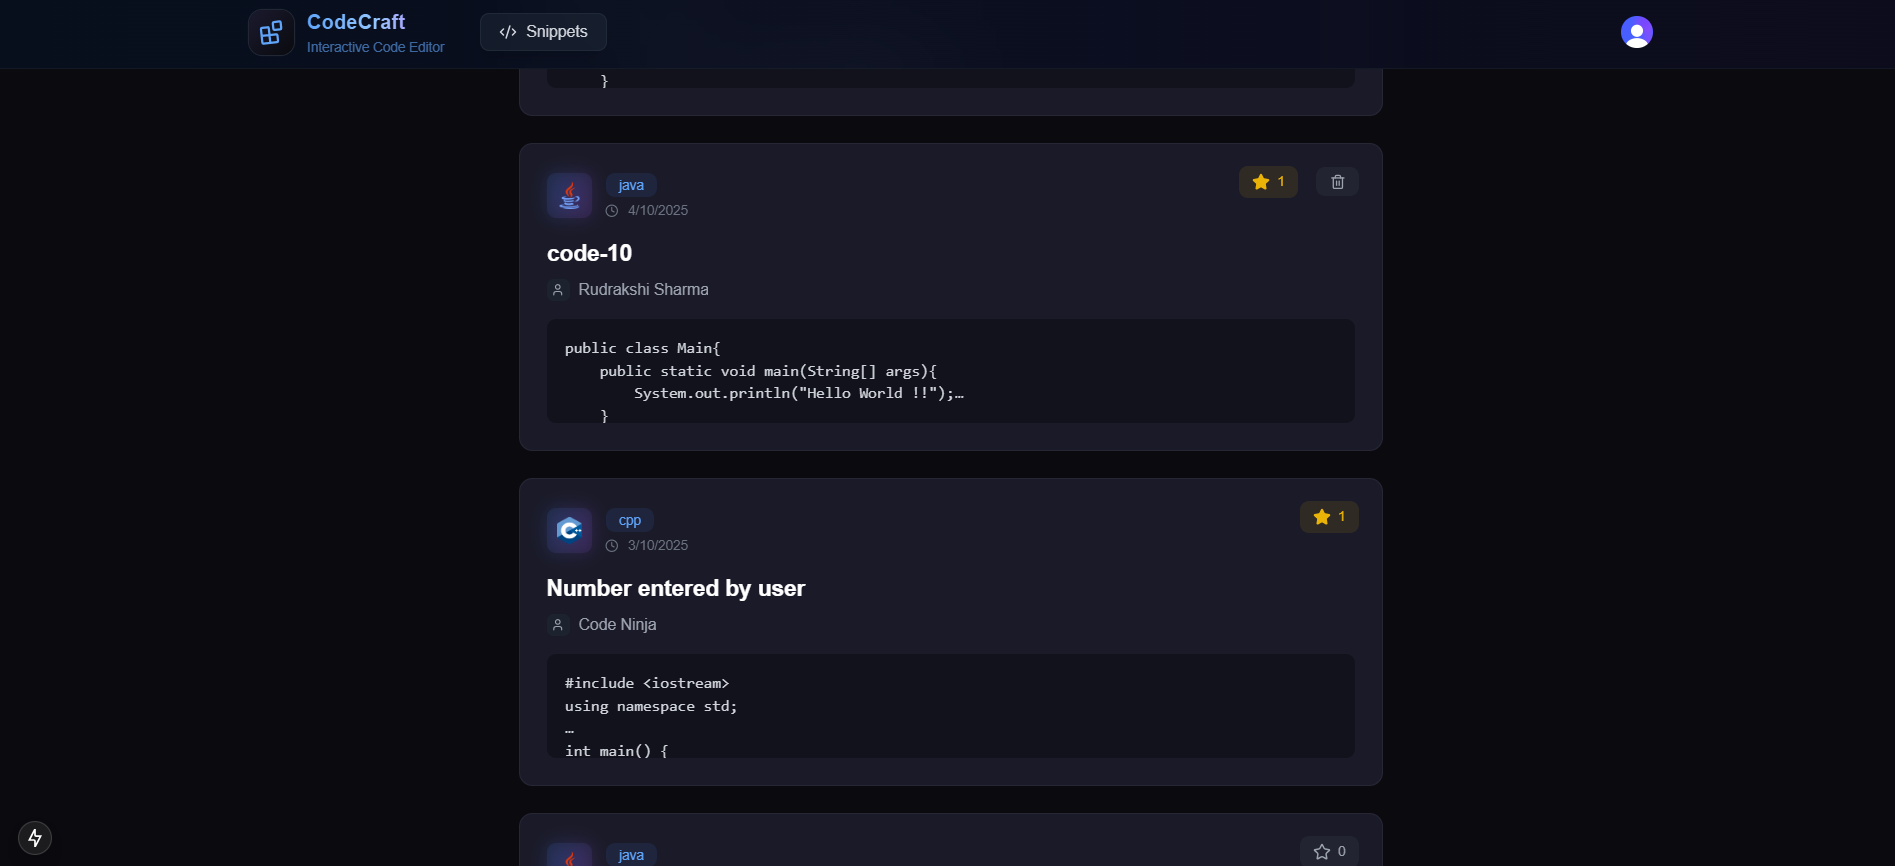 CodeCraft
Interactive Code Editor
</> Snippets
}
java
4/10/2025
1
code-10
Rudrakshi Sharma
public class Main{
    public static void main(String[] args){
        System.out.println("Hello World !!");…
    }
cpp
3/10/2025
1
Number entered by user
Code Ninja
#include <iostream>
using namespace std;
…
int main() {
java
0